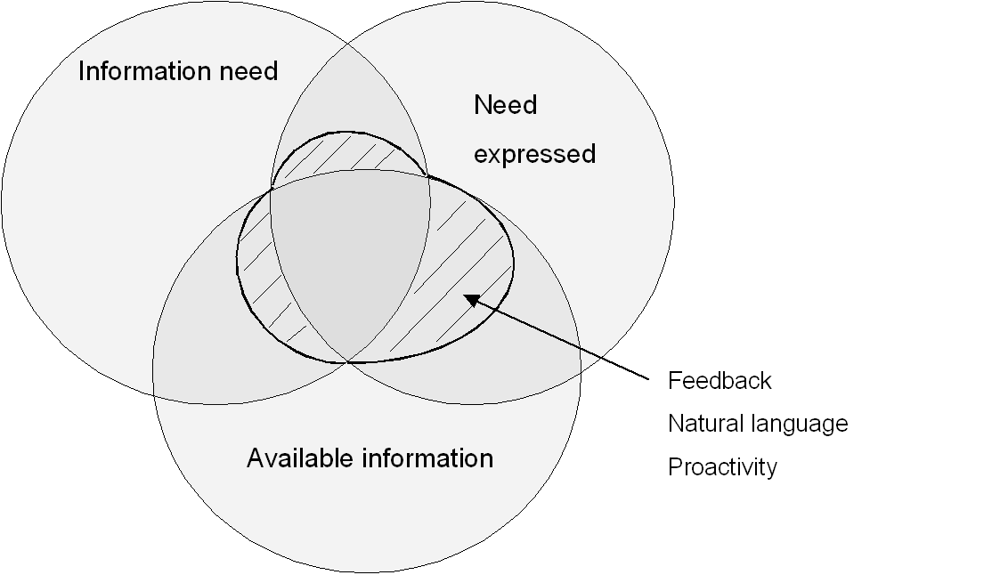 Information need
Need
expressed
Feedback
Natural language
Proactivity
Available information